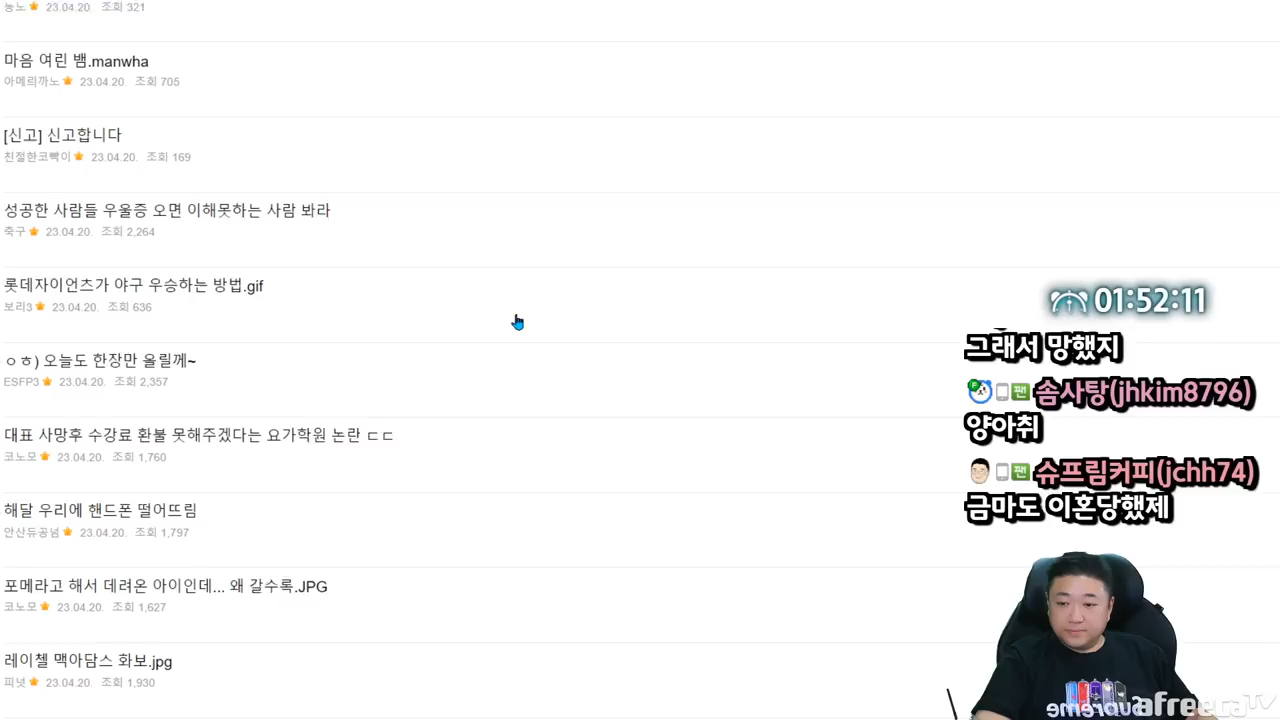 능노 23.04.20. 조회 321
마음 여린 뱀.manwha
아메릐까노 23.04.20. 조회 705
[신고] 신고합니다
친절한코빡이 23.04.20. 조회 169
성공한 사람들 우울증 오면 이해못하는 사람 봐라
축구 23.04.20. 조회 2,264
롯데자이언츠가 야구 우승하는 방법.gif
보리3 23.04.20. 조회 636
ㅇㅎ) 오늘도 한장만 올릴께~
ESFP3 23.04.20. 조회 2,357
대표 사망후 수강료 환불 못해주겠다는 요가학원 논란 ㄷㄷ
코노모 23.04.20. 조회 1,760
해달 우리에 핸드폰 떨어뜨림
안산듀공넘 23.04.20. 조회 1,797
포메라고 해서 데려온 아이인데... 왜 갈수록.JPG
코노모 23.04.20. 조회 1,627
레이첼 맥아담스 화보.jpg
피넛 23.04.20. 조회 1,930
01:52:11
그래서 망했지
F 팬 솜사탕(jhkim8796)
양아취
팬 슈프림커피(jchh74)
금마도 이혼당했제
Supreme
afreecaTV